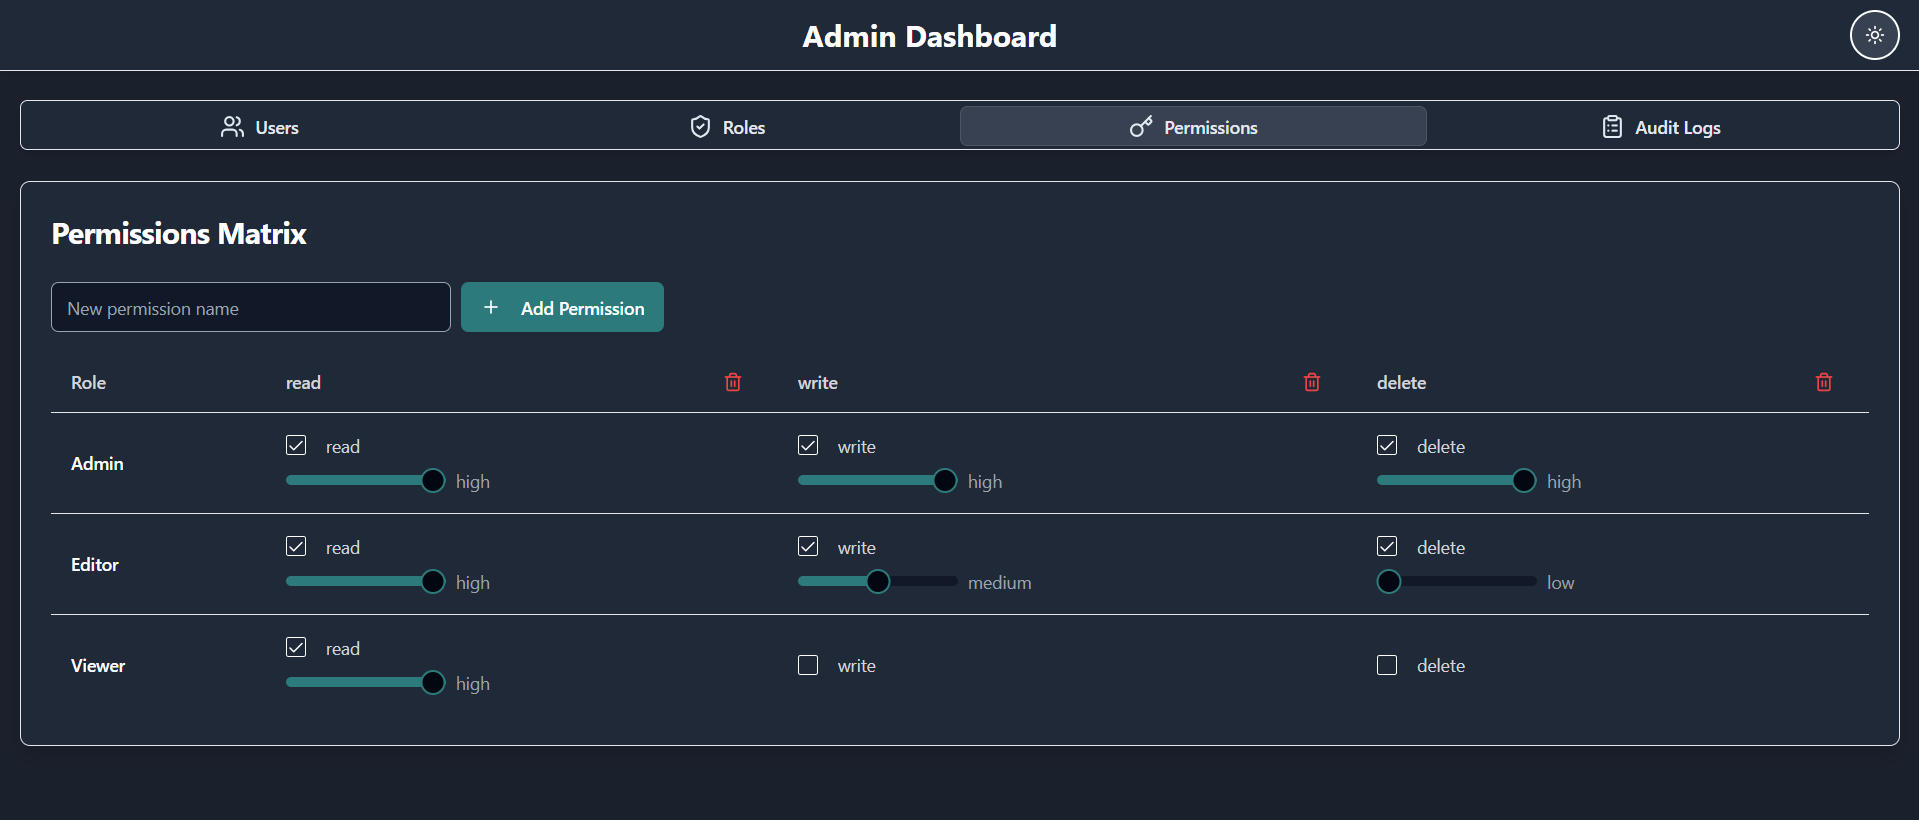 Admin Dashboard
Users Roles Permissions Audit Logs
Permissions Matrix
New permission name + Add Permission
Role read write delete
read write delete
Admin
high high high
read write delete
Editor
high medium low
read
Viewer write delete
high